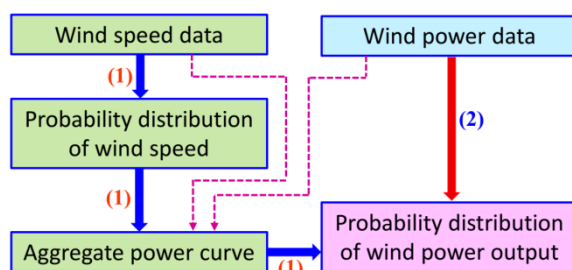 Wind speed data
Wind power data
(1)
(2)
Probability distribution
of wind speed
(1)
Aggregate power curve
(1)
Probability distribution
of wind power output